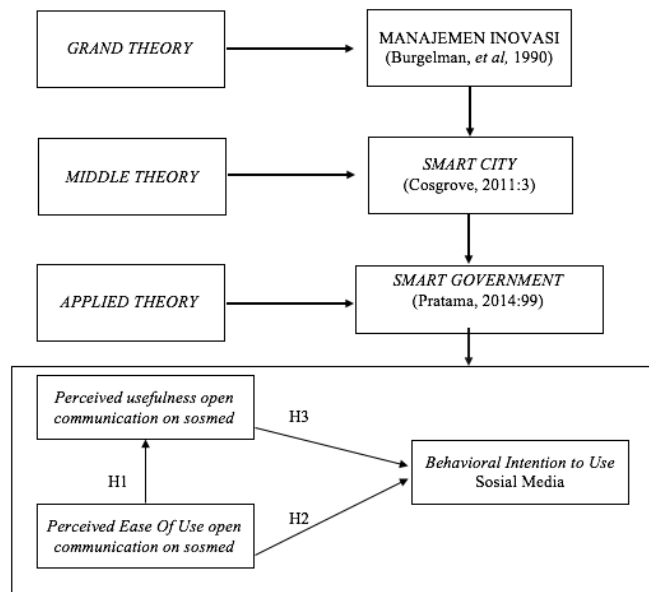 GRAND THEORY
MANAJEMEN INOVASI
(Burgelman, et al, 1990)
MIDDLE THEORY
SMART CITY
(Cosgrove, 2011:3)
APPLIED THEORY
SMART GOVERNMENT
(Pratama, 2014:99)
Perceived usefulness open
communication on sosmed
H3
Behavioral Intention to Use
Sosial Media
H1
H2
Perceived Ease Of Use open
communication on sosmed